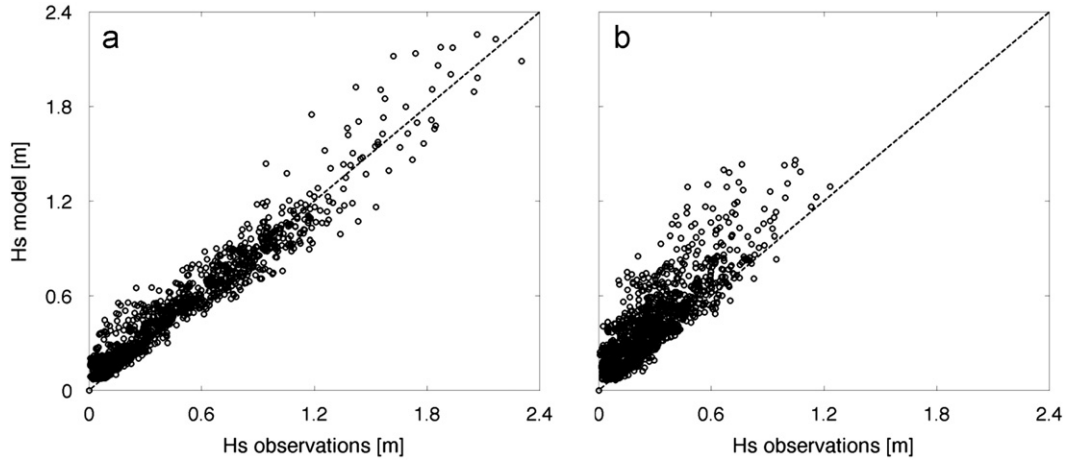 a
b
2.4
1.8
1.2
0.6
0
Hs model [m]
0 0.6 1.2 1.8 2.4
0 0.6 1.2 1.8 2.4
Hs observations [m]
Hs observations [m]